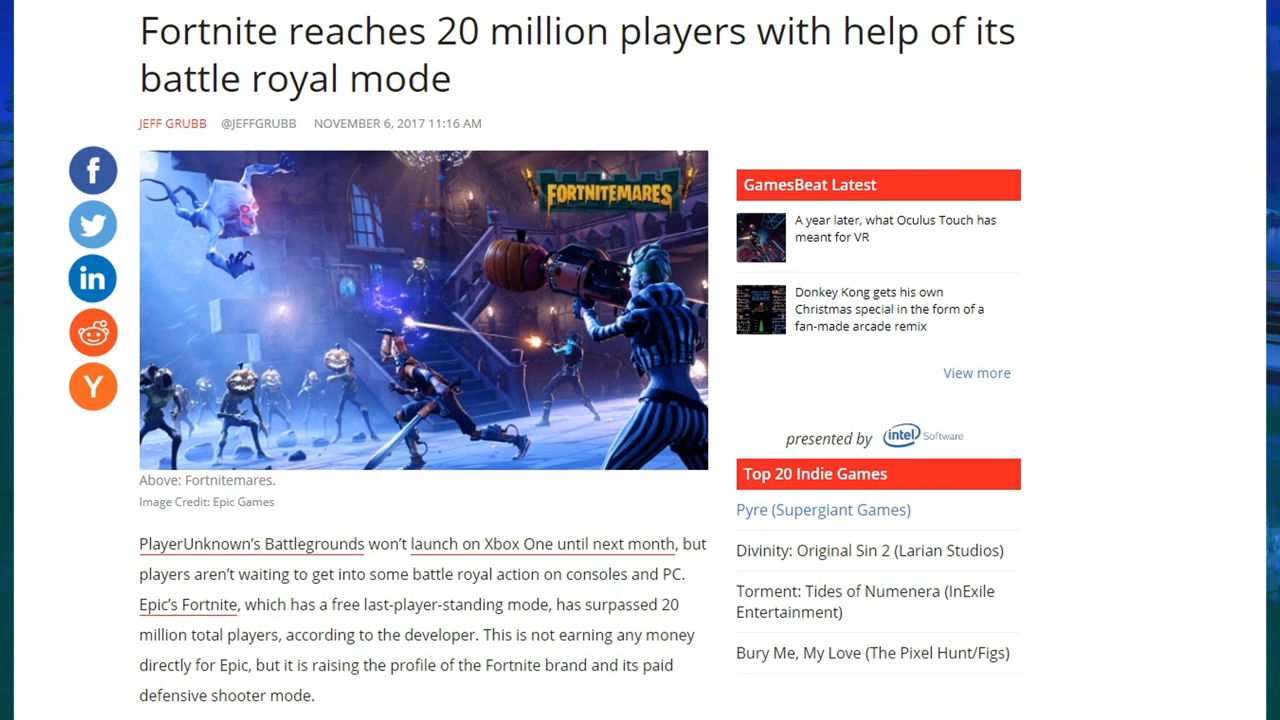 Fortnite reaches 20 million players with help of its
battle royal mode
JEFF GRUBB @JEFFGRUBB NOVEMBER 6, 2017 11:16 AM
f
in
Y
FORTNITEMARES
Above: Fortnitemares.
Image Credit: Epic Games
PlayerUnknown's Battlegrounds won't launch on Xbox One until next month, but
players aren't waiting to get into some battle royal action on consoles and PC.
Epic's Fortnite, which has a free last-player-standing mode, has surpassed 20
million total players, according to the developer. This is not earning any money
directly for Epic, but it is raising the profile of the Fortnite brand and its paid
defensive shooter mode.
GamesBeat Latest
A year later, what Oculus Touch has
meant for VR
Donkey Kong gets his own
Christmas special in the form of a
fan-made arcade remix
View more
presented by intel Software
Top 20 Indie Games
Pyre (Supergiant Games)
Divinity: Original Sin 2 (Larian Studios)
Torment: Tides of Numenera (InExile
Entertainment)
Bury Me, My Love (The Pixel Hunt/Figs)